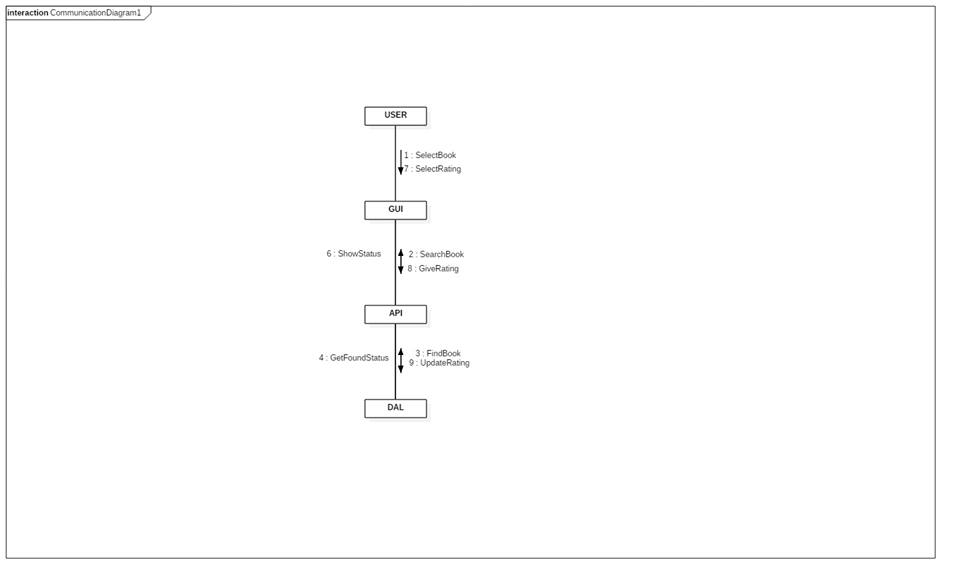 interaction CommunicationDiagram1
USER
1 : SelectBook
7 : SelectRating
GUI
6 : ShowStatus
2 : SearchBook
8 : GiveRating
API
4 : GetFoundStatus
3 : FindBook
9 : UpdateRating
DAL